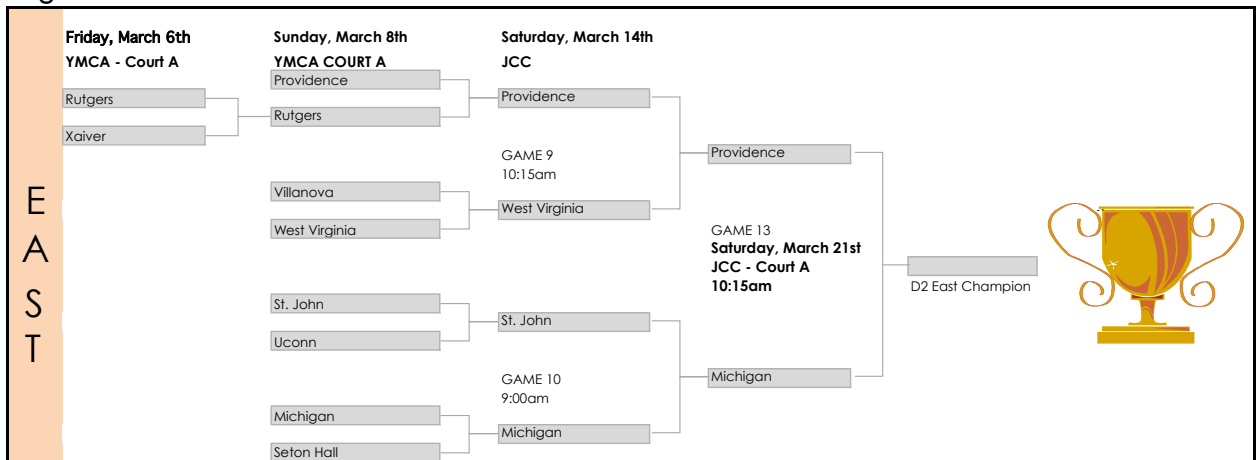 Friday, March 6th
YMCA - Court A
Sunday, March 8th
YMCA COURT A
Saturday, March 14th
JCC
Rutgers
Xaiver
Providence
Rutgers
Villanova
West Virginia
St. John
Uconn
Michigan
Seton Hall
Providence
GAME 9
10:15am
West Virginia
St. John
GAME 10
9:00am
Michigan
Providence
GAME 13
Saturday, March 21st
JCC - Court A
10:15am
Michigan
D2 East Champion
E
A
S
T